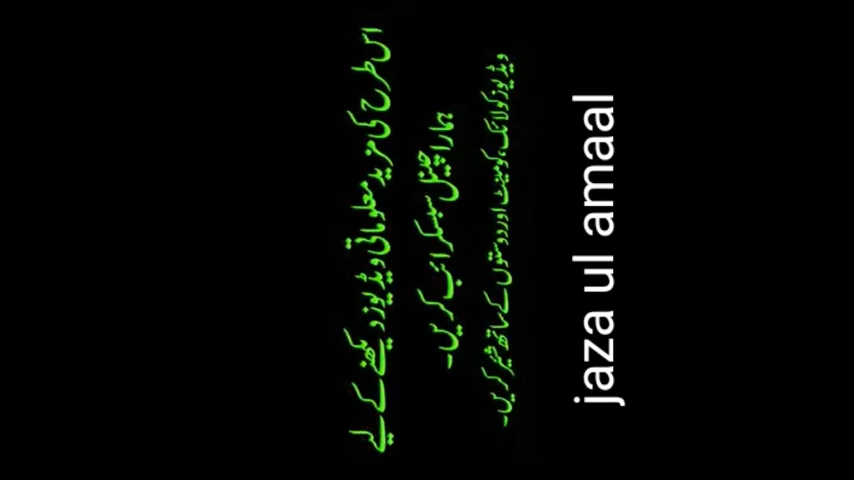 اس طرح کی مزید معلوماتی ویڈیوز دیکھنے کے لیے
ہمارا چینل سبسکرائب کریں۔
ویڈیوز کو لائک، کومینٹ اور دوستوں کے ساتھ شیئر کریں۔
jaza ul amaal